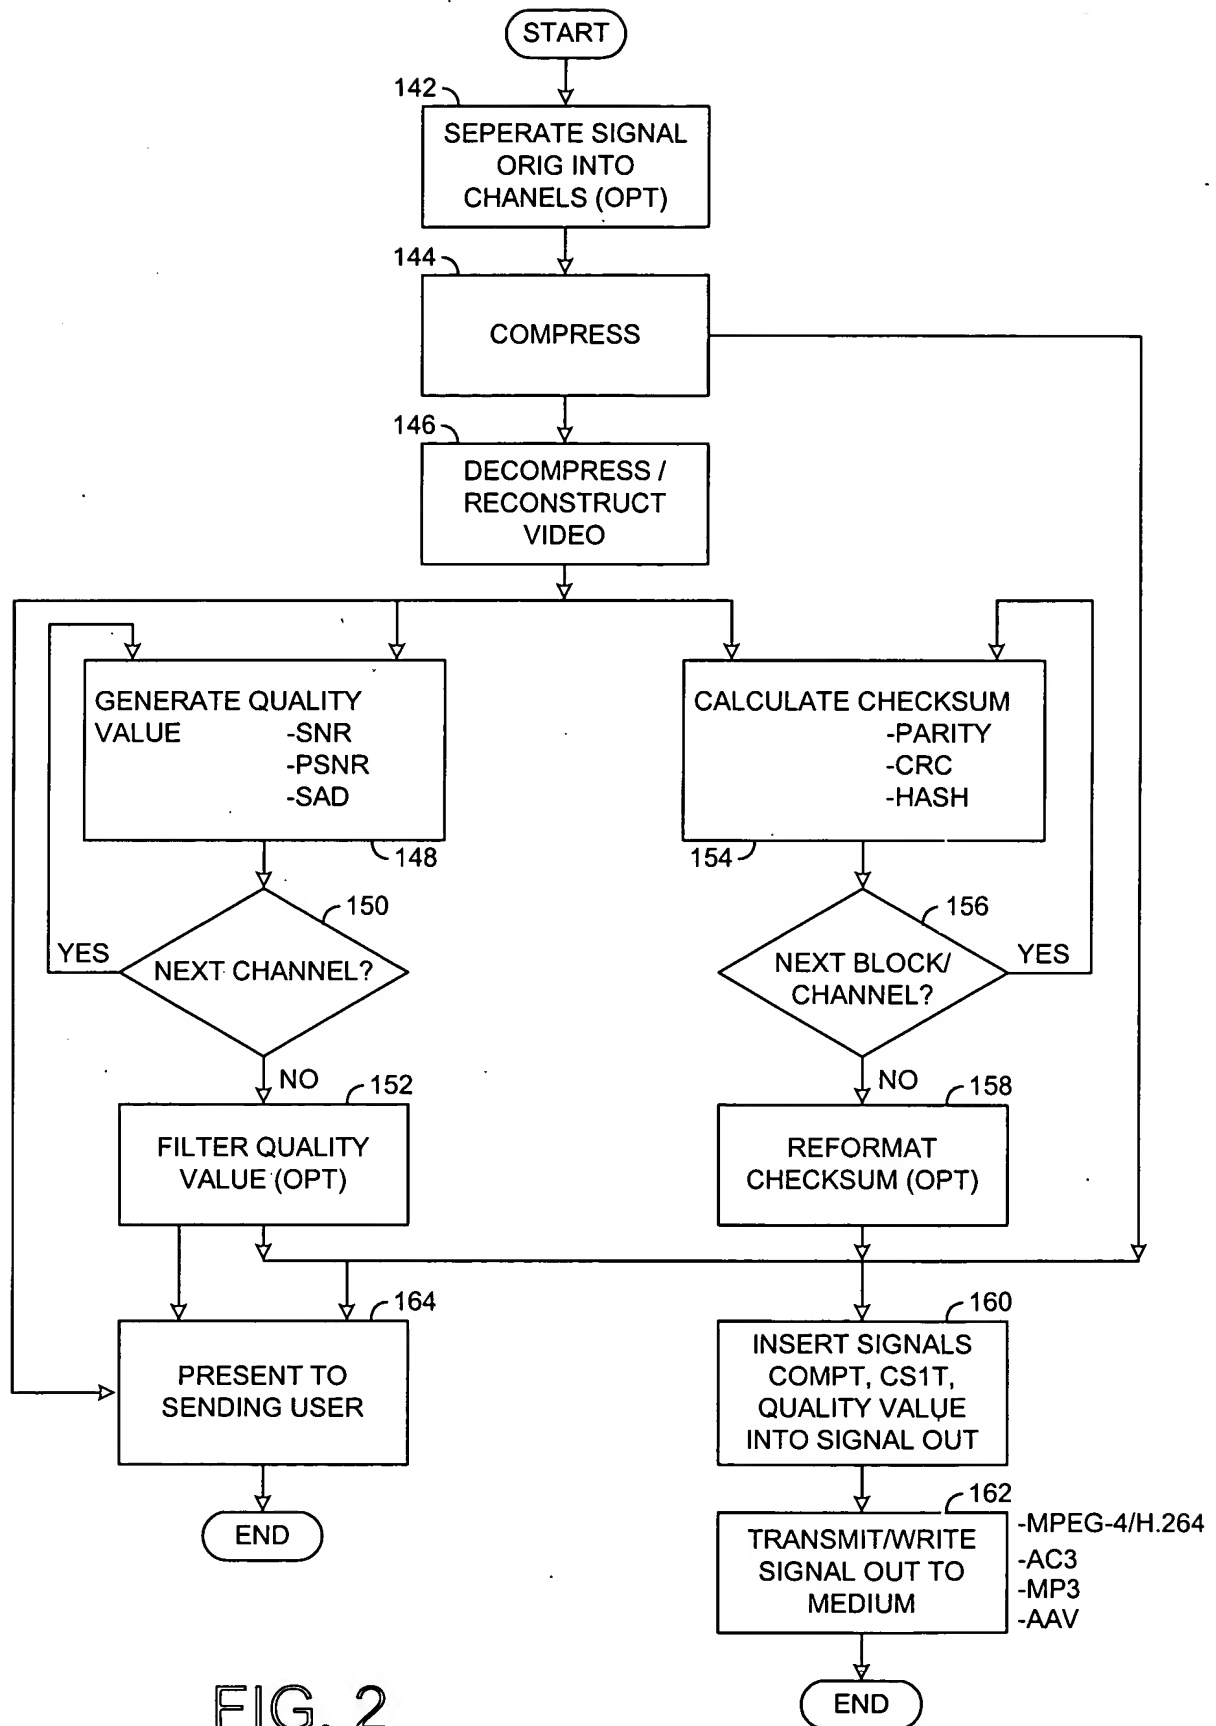 START
142
SEPERATE SIGNAL
ORIG INTO
CHANELS (OPT)
144
COMPRESS
146
DECOMPRESS /
RECONSTRUCT
VIDEO
GENERATE QUALITY
VALUE -SNR
-PSNR
-SAD
148
CALCULATE CHECKSUM
-PARITY
-CRC
-HASH
154
150
YES
NEXT CHANNEL?
NO
156
YES
NEXT BLOCK/
CHANNEL?
NO
152
FILTER QUALITY
VALUE (OPT)
158
REFORMAT
CHECKSUM (OPT)
164
PRESENT TO
SENDING USER
END
160
INSERT SIGNALS
COMPT, CS1T,
QUALITY VALUE
INTO SIGNAL OUT
162
TRANSMIT/WRITE
SIGNAL OUT TO
MEDIUM
-MPEG-4/H.264
-AC3
-MP3
-AAV
END
FIG. 2